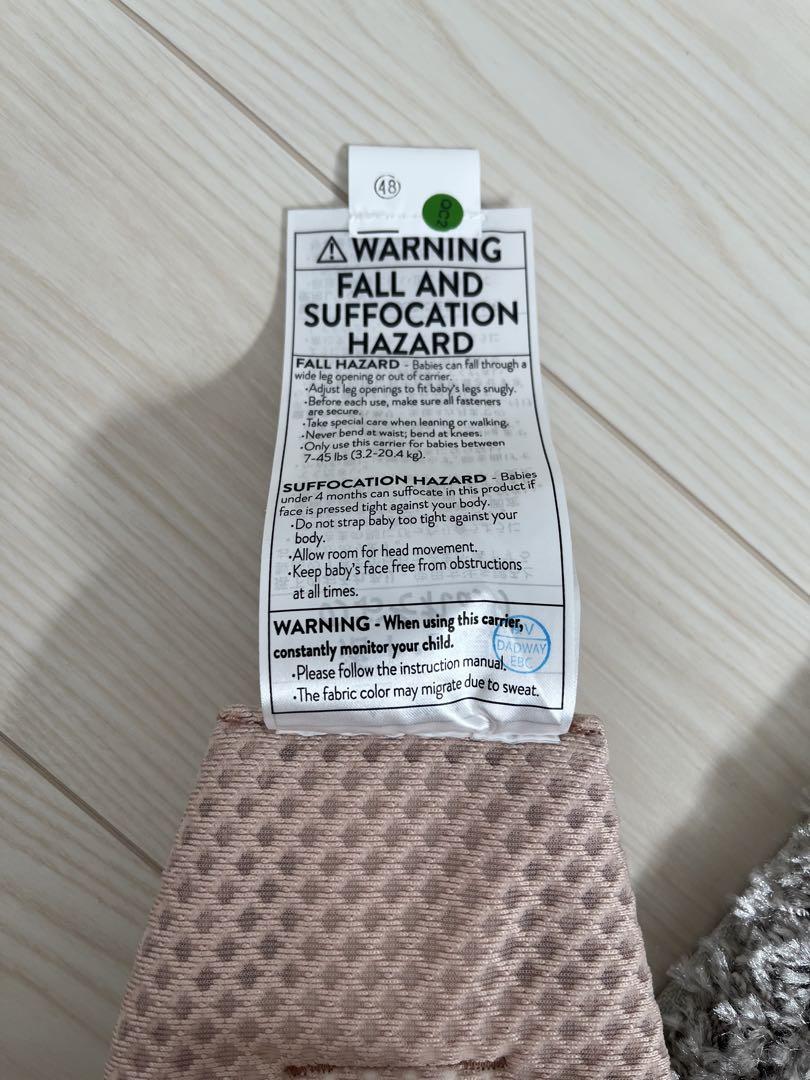 48
QC2
WARNING
FALL AND
SUFFOCATION
HAZARD
FALL HAZARD - Babies can fall through a
wide leg opening or out of carrier.
·Adjust leg openings to fit baby's legs snugly.
·Before each use, make sure all fasteners
are secure.
·Take special care when leaning or walking.
·Never bend at waist; bend at knees.
·Only use this carrier for babies between
7-45 lbs (3.2-20.4 kg).
SUFFOCATION HAZARD - Babies
under 4 months can suffocate in this product if
face is pressed tight against your body.
·Do not strap baby too tight against your
body.
·Allow room for head movement.
·Keep baby's face free from obstructions
at all times.
WARNING - When using this carrier,
constantly monitor your child.
·Please follow the instruction manual.
·The fabric color may migrate due to sweat.
DADWAY
EBC